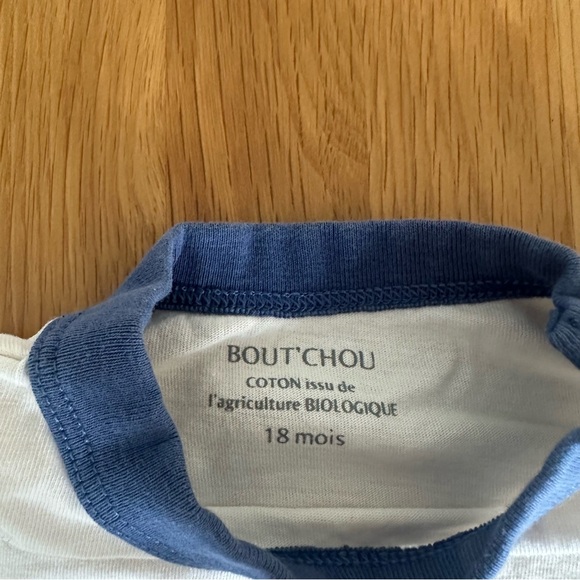 BOUT'CHOU
COTON issu de
l'agriculture BIOLOGIQUE
18 mois